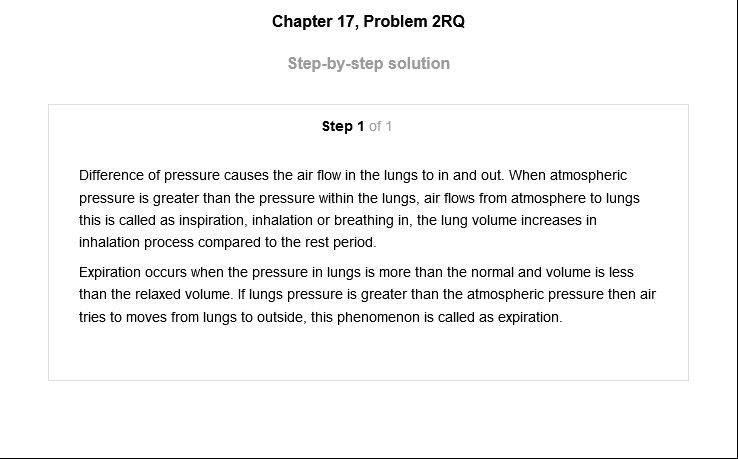 Chapter 17, Problem 2RQ
Step-by-step solution
Step 1 of 1
Difference of pressure causes the air flow in the lungs to in and out. When atmospheric
pressure is greater than the pressure within the lungs, air flows from atmosphere to lungs
this is called as inspiration, inhalation or breathing in, the lung volume increases in
inhalation process compared to the rest period.
Expiration occurs when the pressure in lungs is more than the normal and volume is less
than the relaxed volume. If lungs pressure is greater than the atmospheric pressure then air
tries to moves from lungs to outside, this phenomenon is called as expiration.